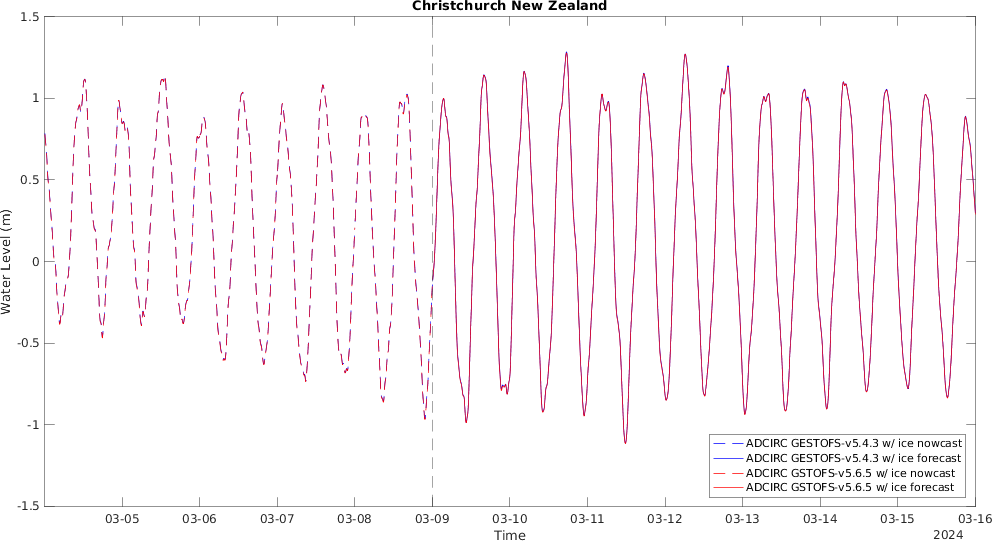 Christchurch New Zealand
1.5
1
0.5
0
-0.5
-1
-1.5
Water Level (m)
03-05 03-06 03-07 03-08 03-09 03-10 03-11 03-12 03-13 03-14 03-15 03-16
Time
2024
ADCIRC GESTOFS-v5.4.3 w/ ice nowcast
ADCIRC GESTOFS-v5.4.3 w/ ice forecast
ADCIRC GSTOFS-v5.6.5 w/ ice nowcast
ADCIRC GSTOFS-v5.6.5 w/ ice forecast